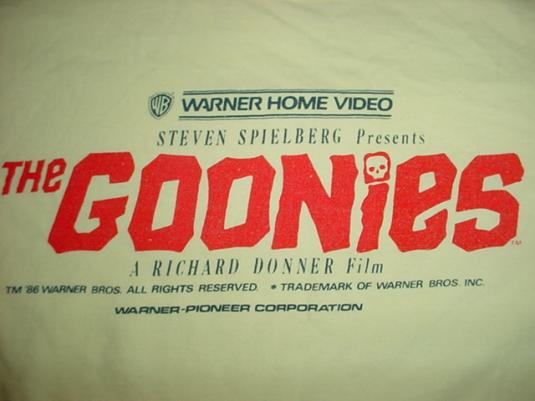 WB WARNER HOME VIDEO
STEVEN SPIELBERG Presents
THe GOONies TM
A RICHARD DONNER Film
TM '86 WARNER BROS. ALL RIGHTS RESERVED. * TRADEMARK OF WARNER BROS. INC.
WARNER-PIONEER CORPORATION